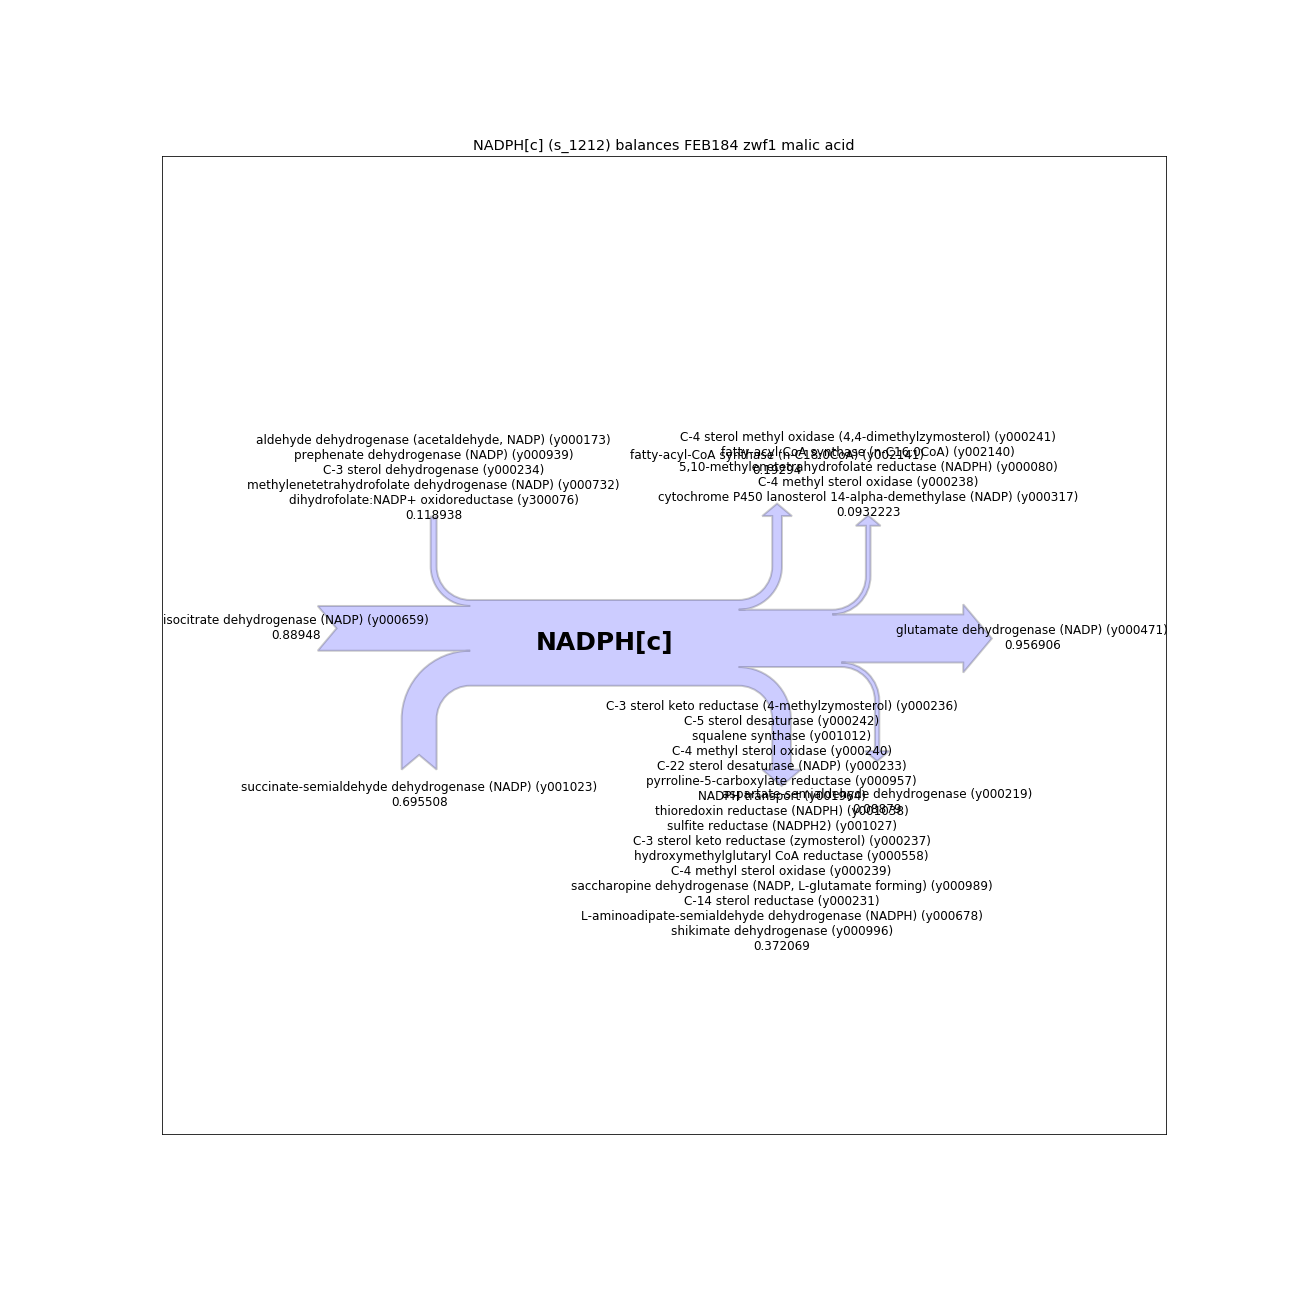 NADPH[c] (s_1212) balances FEB184 zwf1 malic acid
aldehyde dehydrogenase (acetaldehyde, NADP) (y000173)
prephenate dehydrogenase (NADP) (y000939)
C-3 sterol dehydrogenase (y000234)
methylenetetrahydrofolate dehydrogenase (NADP) (y000732)
dihydrofolate:NADP+ oxidoreductase (y300076)
0.118938
fatty-acyl-CoA synthase (n-C18:0CoA) (y002141)
0.19294
C-4 sterol methyl oxidase (4,4-dimethylzymosterol) (y000241)
fatty-acyl-CoA synthase (n-C16:0CoA) (y002140)
5,10-methylenetetrahydrofolate reductase (NADPH) (y000080)
C-4 methyl sterol oxidase (y000238)
cytochrome P450 lanosterol 14-alpha-demethylase (NADP) (y000317)
0.0932223
isocitrate dehydrogenase (NADP) (y000659)
0.88948
NADPH[c]
glutamate dehydrogenase (NADP) (y000471)
0.956906
succinate-semialdehyde dehydrogenase (NADP) (y001023)
0.695508
C-3 sterol keto reductase (4-methylzymosterol) (y000236)
C-5 sterol desaturase (y000242)
squalene synthase (y001012)
C-4 methyl sterol oxidase (y000240)
C-22 sterol desaturase (NADP) (y000233)
pyrroline-5-carboxylate reductase (y000957)
NADPH transport (y001964)
thioredoxin reductase (NADPH) (y001038)
sulfite reductase (NADPH2) (y001027)
C-3 sterol keto reductase (zymosterol) (y000237)
hydroxymethylglutaryl CoA reductase (y000558)
C-4 methyl sterol oxidase (y000239)
saccharopine dehydrogenase (NADP, L-glutamate forming) (y000989)
C-14 sterol reductase (y000231)
L-aminoadipate-semialdehyde dehydrogenase (NADPH) (y000678)
shikimate dehydrogenase (y000996)
0.372069
aspartate-semialdehyde dehydrogenase (y000219)